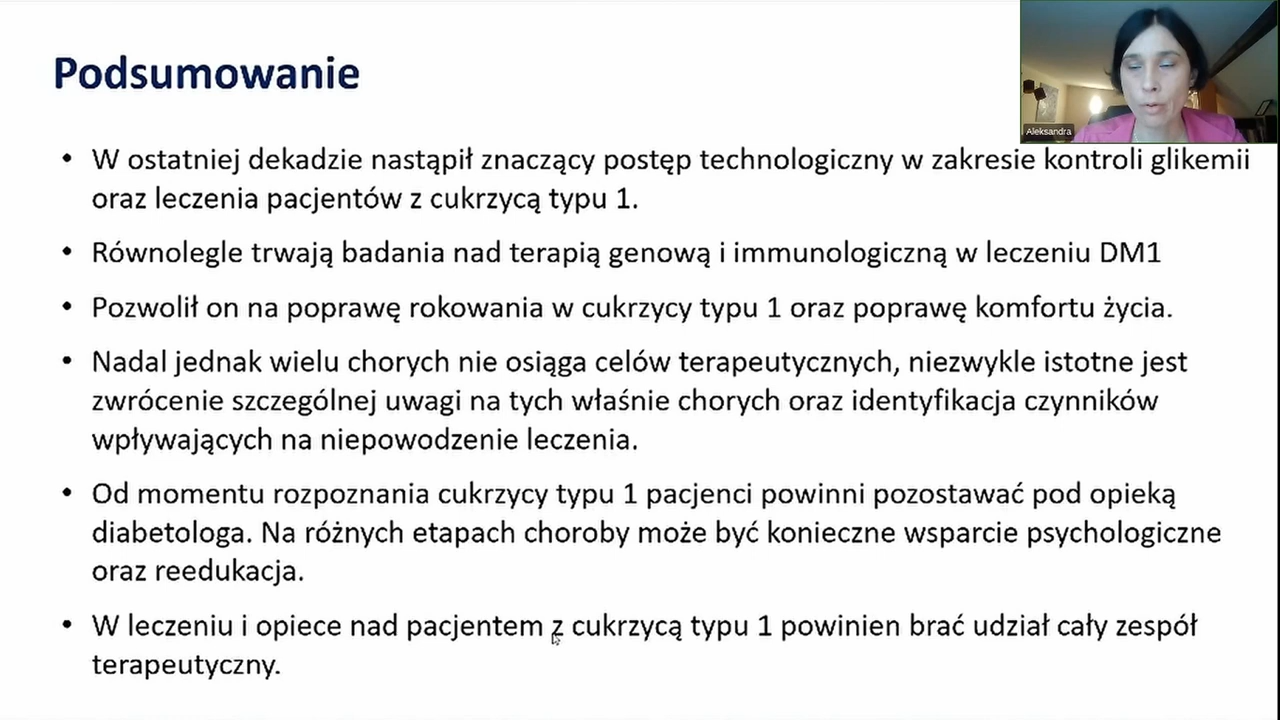 Podsumowanie
Aleksandra
• W ostatniej dekadzie nastąpił znaczący postęp technologiczny w zakresie kontroli glikemii
oraz leczenia pacjentów z cukrzycą typu 1.
• Równolegle trwają badania nad terapią genową i immunologiczną w leczeniu DM1
• Pozwolił on na poprawę rokowania w cukrzycy typu 1 oraz poprawę komfortu życia.
• Nadal jednak wielu chorych nie osiąga celów terapeutycznych, niezwykle istotne jest
zwrócenie szczególnej uwagi na tych właśnie chorych oraz identyfikacja czynników
wpływających na niepowodzenie leczenia.
• Od momentu rozpoznania cukrzycy typu 1 pacjenci powinni pozostawać pod opieką
diabetologa. Na różnych etapach choroby może być konieczne wsparcie psychologiczne
oraz reedukacja.
• W leczeniu i opiece nad pacjentem z cukrzycą typu 1 powinien brać udział cały zespół
terapeutyczny.